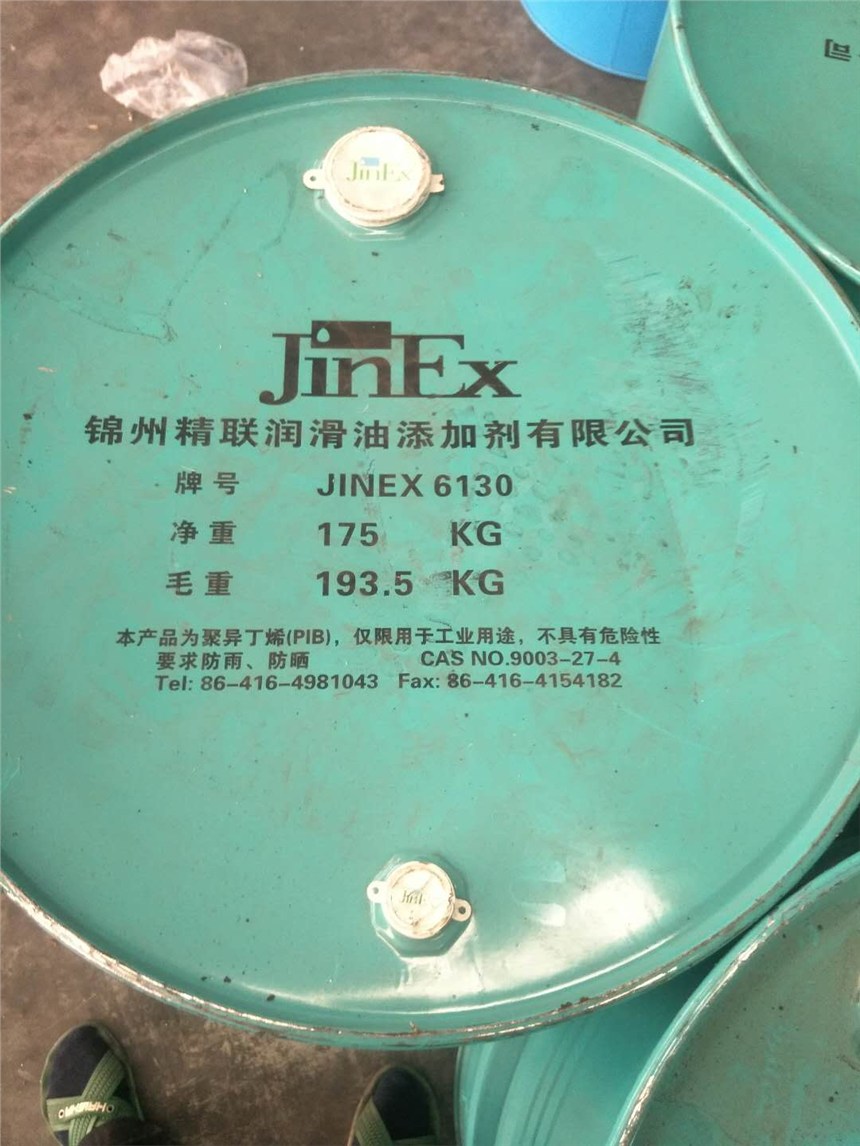 司
JinEx
JinEx
锦州精联润滑油添加剂有限公司
牌号 JINEX 6130
净重 175 KG
毛重 193.5 KG
本产品为聚异丁烯(PIB)，仅限用于工业用途，不具有危险性
要求防雨、防晒 CAS NO.9003-27-4
Tel: 86-416-4981043 Fax: 86-416-4154182